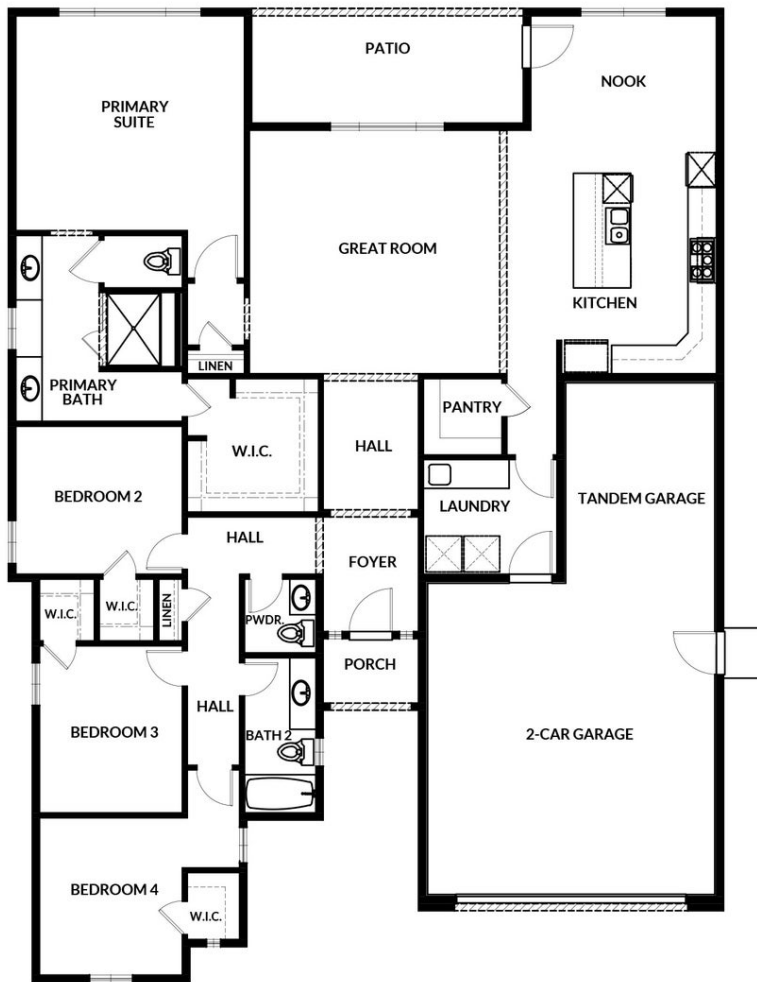 PATIO
NOOK
PRIMARY
SUITE
GREAT ROOM
KITCHEN
LINEN
PRIMARY
BATH
PANTRY
W.I.C.
HALL
BEDROOM 2
LAUNDRY
TANDEM GARAGE
HALL
FOYER
W.I.C.
W.I.C.
LINEN
PWDR.
PORCH
BEDROOM 3
HALL
BATH 2
2-CAR GARAGE
BEDROOM 4
W.I.C.